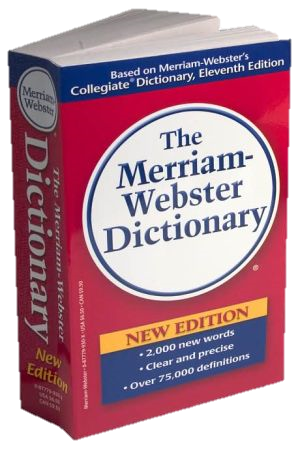 Based on Merriam-Webster's
Collegiate® Dictionary, Eleventh Edition
The
Merriam-
Webster
Dictionary
®
NEW EDITION
• 2,000 new words
• Clear and precise
• Over 75,000 definitions
Merriam-
Webster
The Merriam-Webster
Dictionary
New
Edition